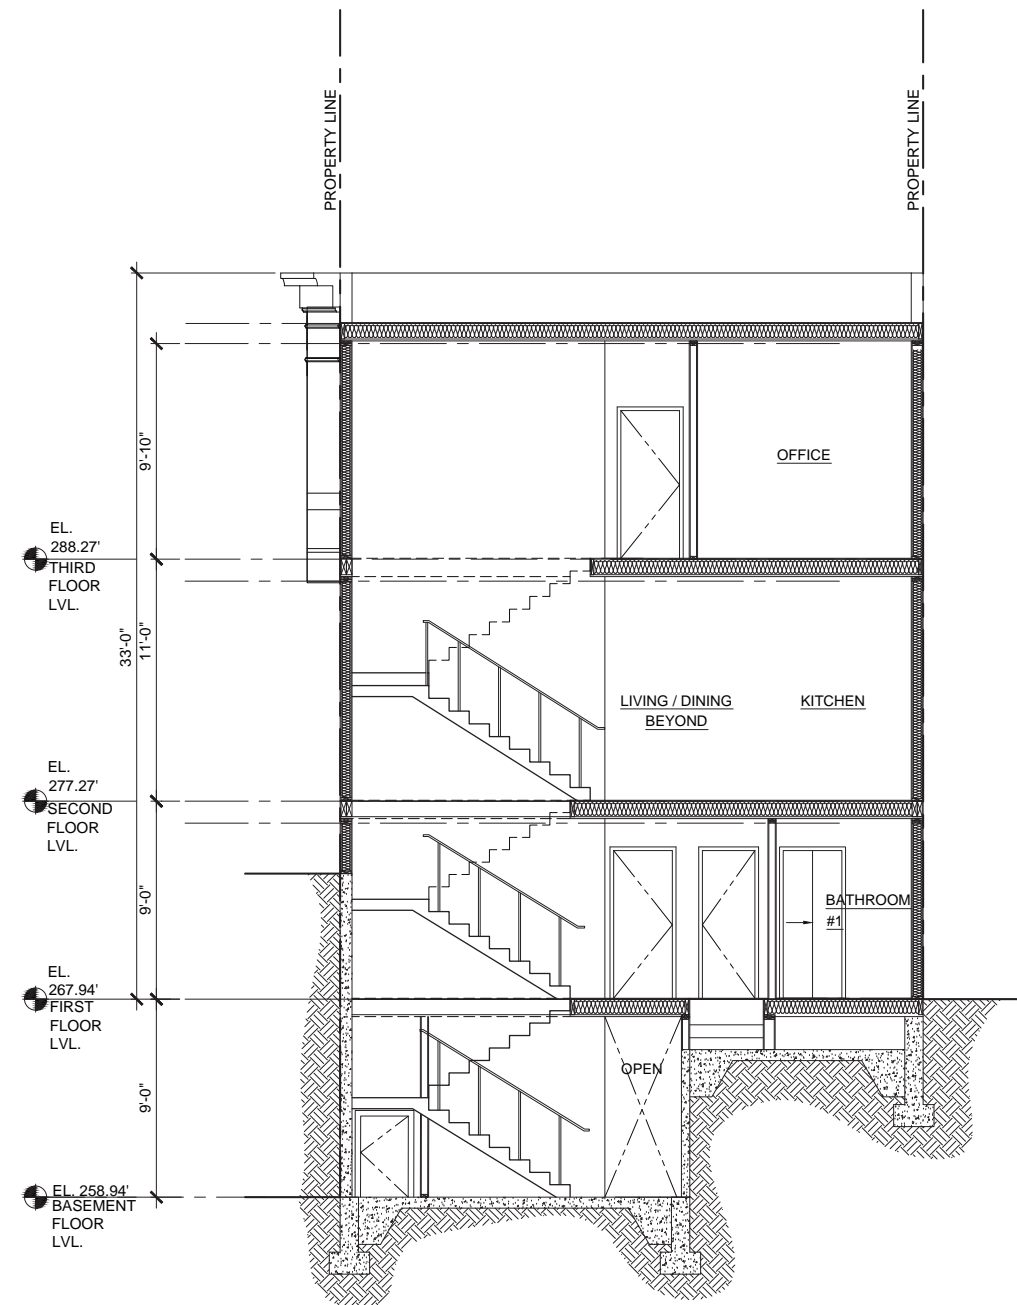 PROPERTY LINE
PROPERTY LINE
9'-10"
OFFICE
EL.
288.27'
THIRD
FLOOR
LVL.
33'-0"
11'-0"
LIVING / DINING
BEYOND
KITCHEN
EL.
277.27'
SECOND
FLOOR
LVL.
9'-0"
BATHROOM
#1
EL.
267.94'
FIRST
FLOOR
LVL.
OPEN
9'-0"
EL. 258.94'
BASEMENT
FLOOR
LVL.